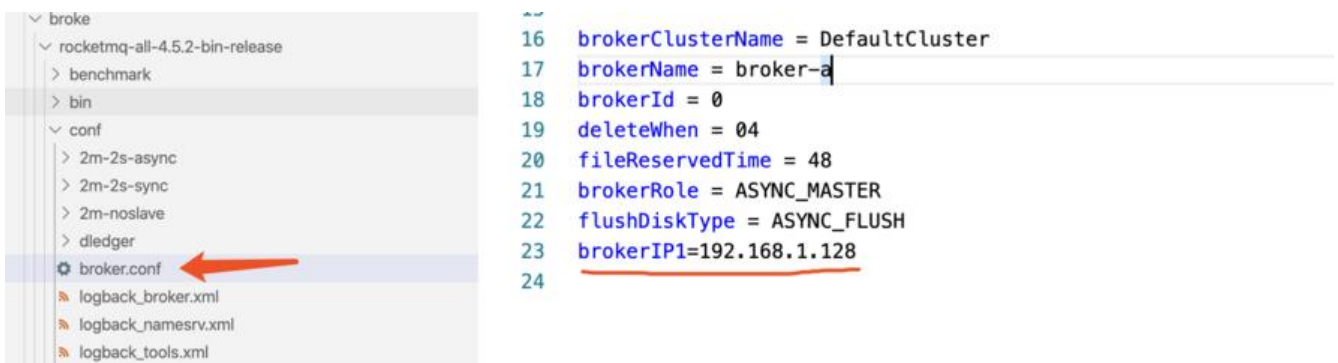 broke
rocketmq-all-4.5.2-bin-release
benchmark
bin
conf
2m-2s-async
2m-2s-sync
2m-noslave
dledger
broker.conf
logback_broker.xml
logback_namesrv.xml
logback_tools.xml
16 brokerClusterName = DefaultCluster
17 brokerName = broker-a
18 brokerId = 0
19 deleteWhen = 04
20 fileReservedTime = 48
21 brokerRole = ASYNC_MASTER
22 flushDiskType = ASYNC_FLUSH
23 brokerIP1=192.168.1.128
24